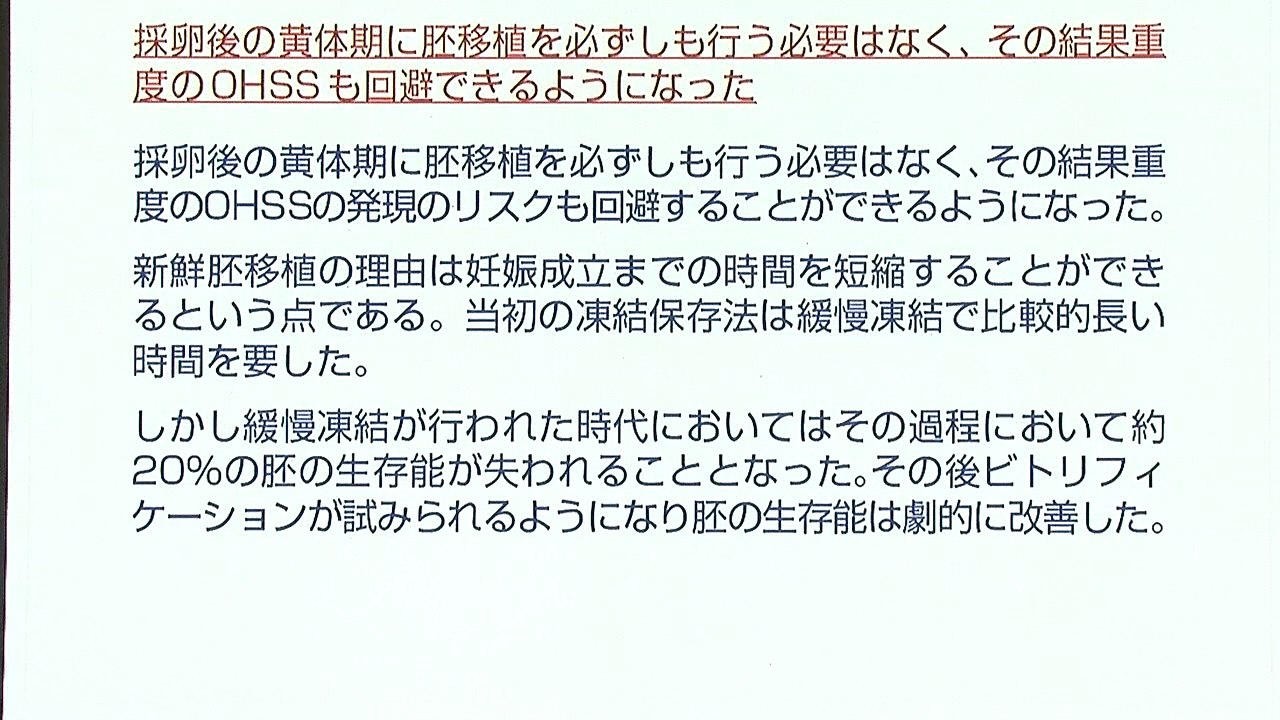 採卵後の黄体期に胚移植を必ずしも行う必要はなく、その結果重
度のOHSSも回避できるようになった
採卵後の黄体期に胚移植を必ずしも行う必要はなく、その結果重
度のOHSSの発現のリスクも回避することができるようになった。
新鮮胚移植の理由は妊娠成立までの時間を短縮することができ
るという点である。当初の凍結保存法は緩慢凍結で比較的長い
時間を要した。
しかし緩慢凍結が行われた時代においてはその過程において約
20%の胚の生存能が失われることとなった。その後ビトリフィ
ケーションが試みられるようになり胚の生存能は劇的に改善した。